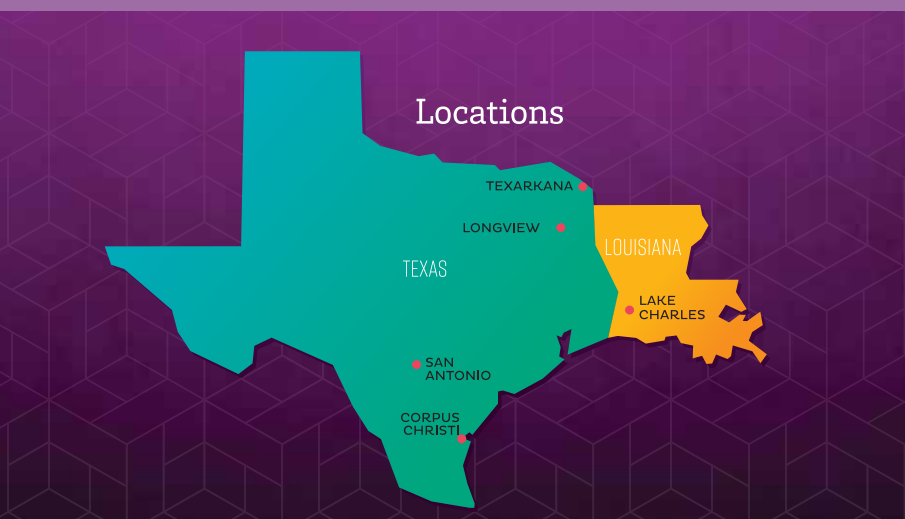 Locations
TEXARKANA
LONGVIEW
LOUISIANA
TEXAS
LAKE
CHARLES
SAN
ANTONIO
CORPUS
CHRISTI